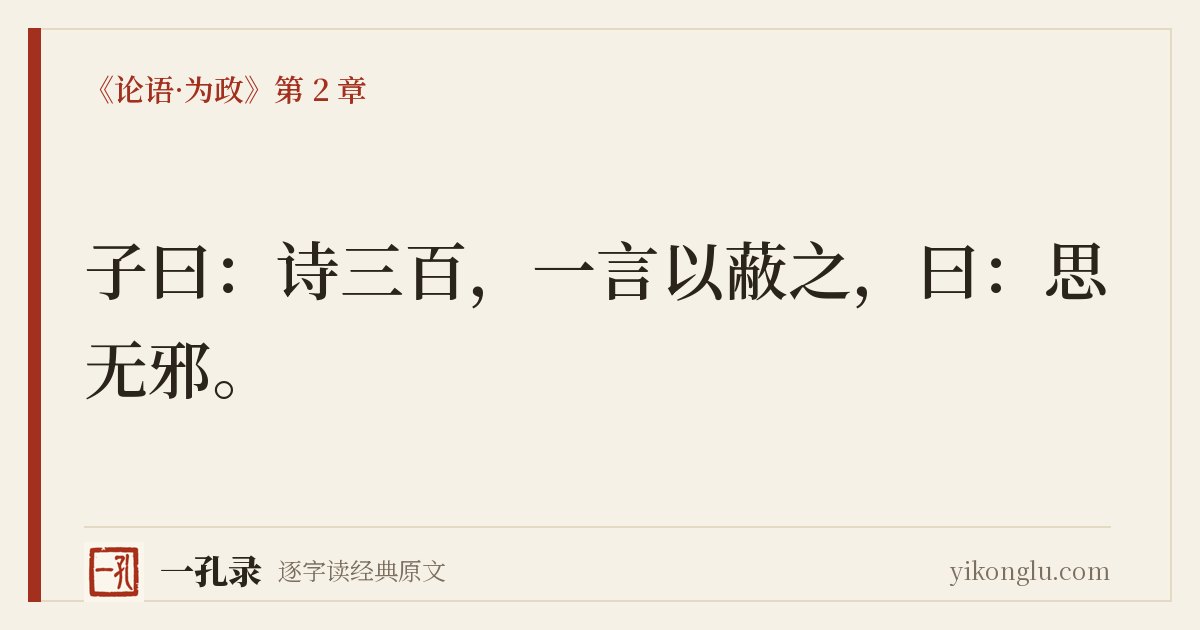 《论语·为政》第 2 章
子曰：诗三百，一言以蔽之，曰：思
无邪。
一孔
一孔录 逐字读经典原文 yikonglu.com